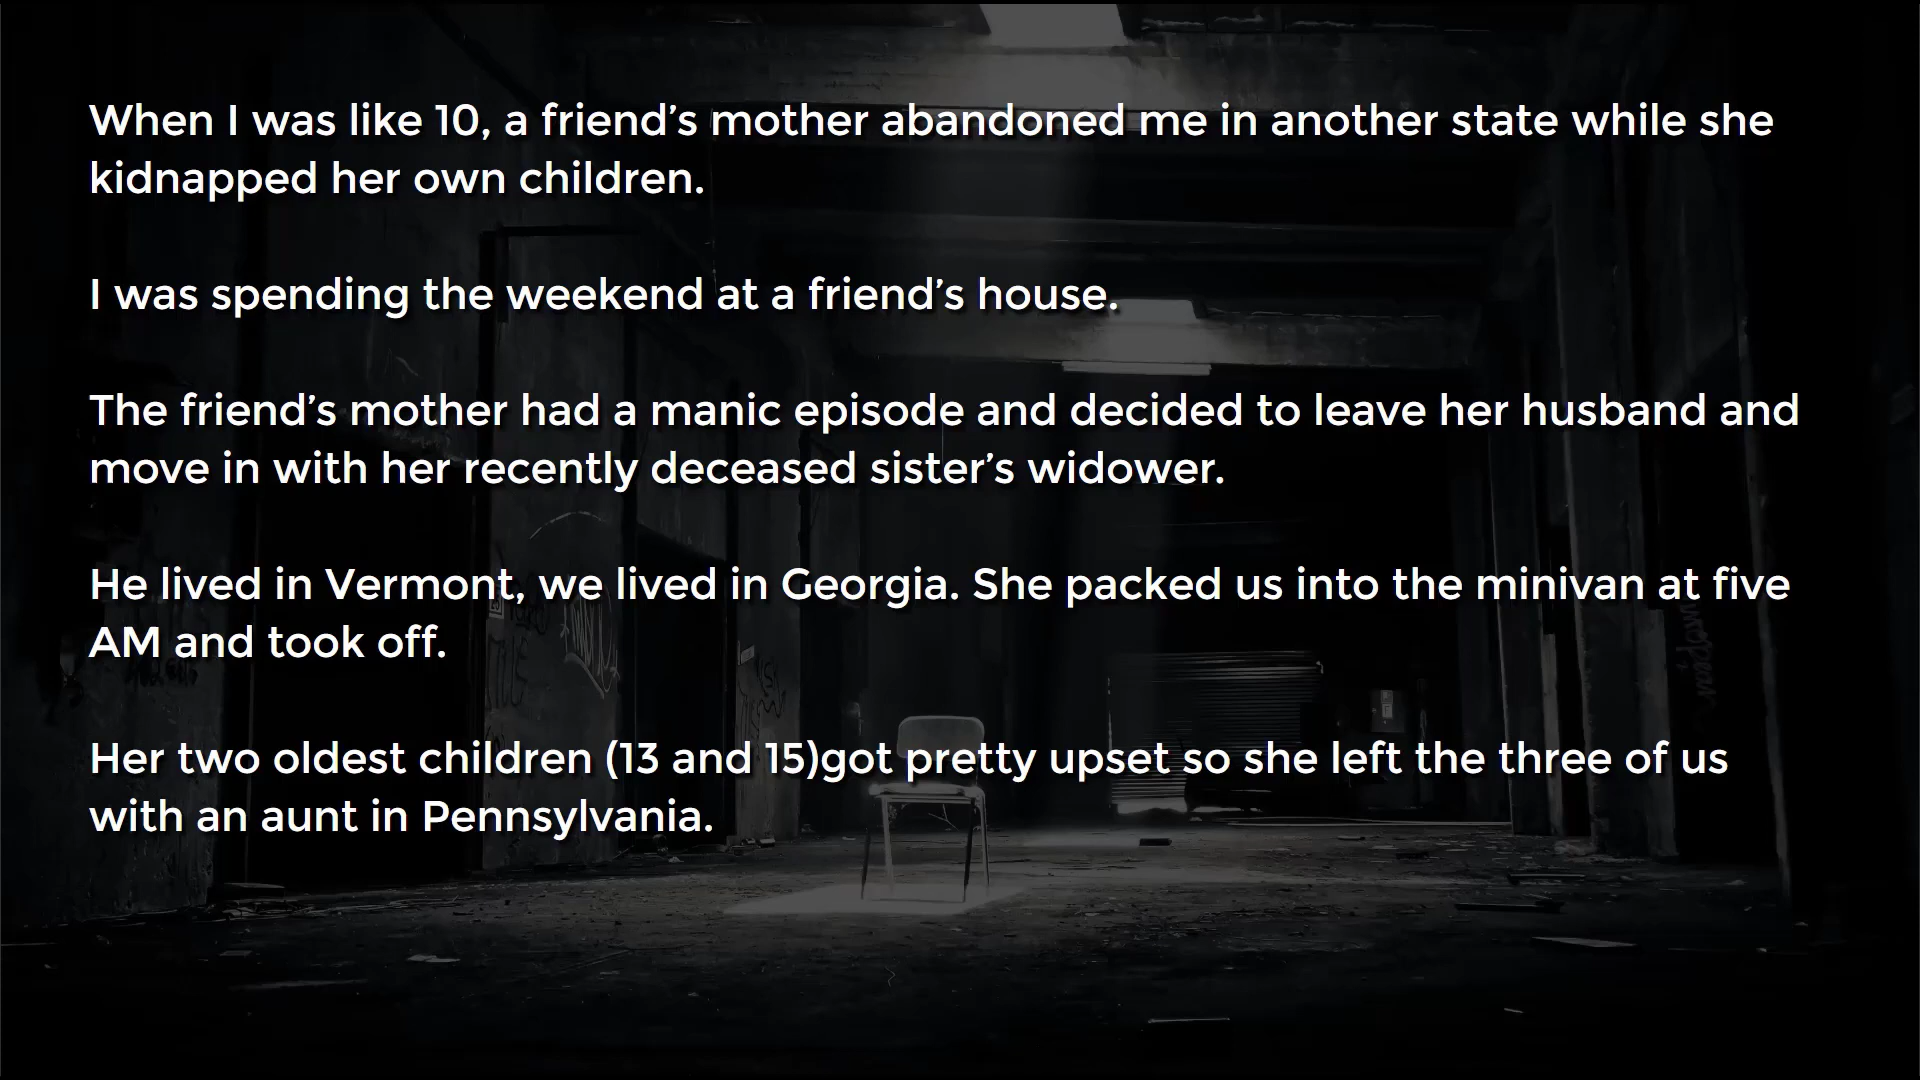 When I was like 10, a friend’s mother abandoned me in another state while she
kidnapped her own children.
I was spending the weekend at a friend’s house.
The friend’s mother had a manic episode and decided to leave her husband and
move in with her recently deceased sister’s widower.
He lived in Vermont, we lived in Georgia. She packed us into the minivan at five
AM and took off.
Her two oldest children (13 and 15)got pretty upset so she left the three of us
with an aunt in Pennsylvania.